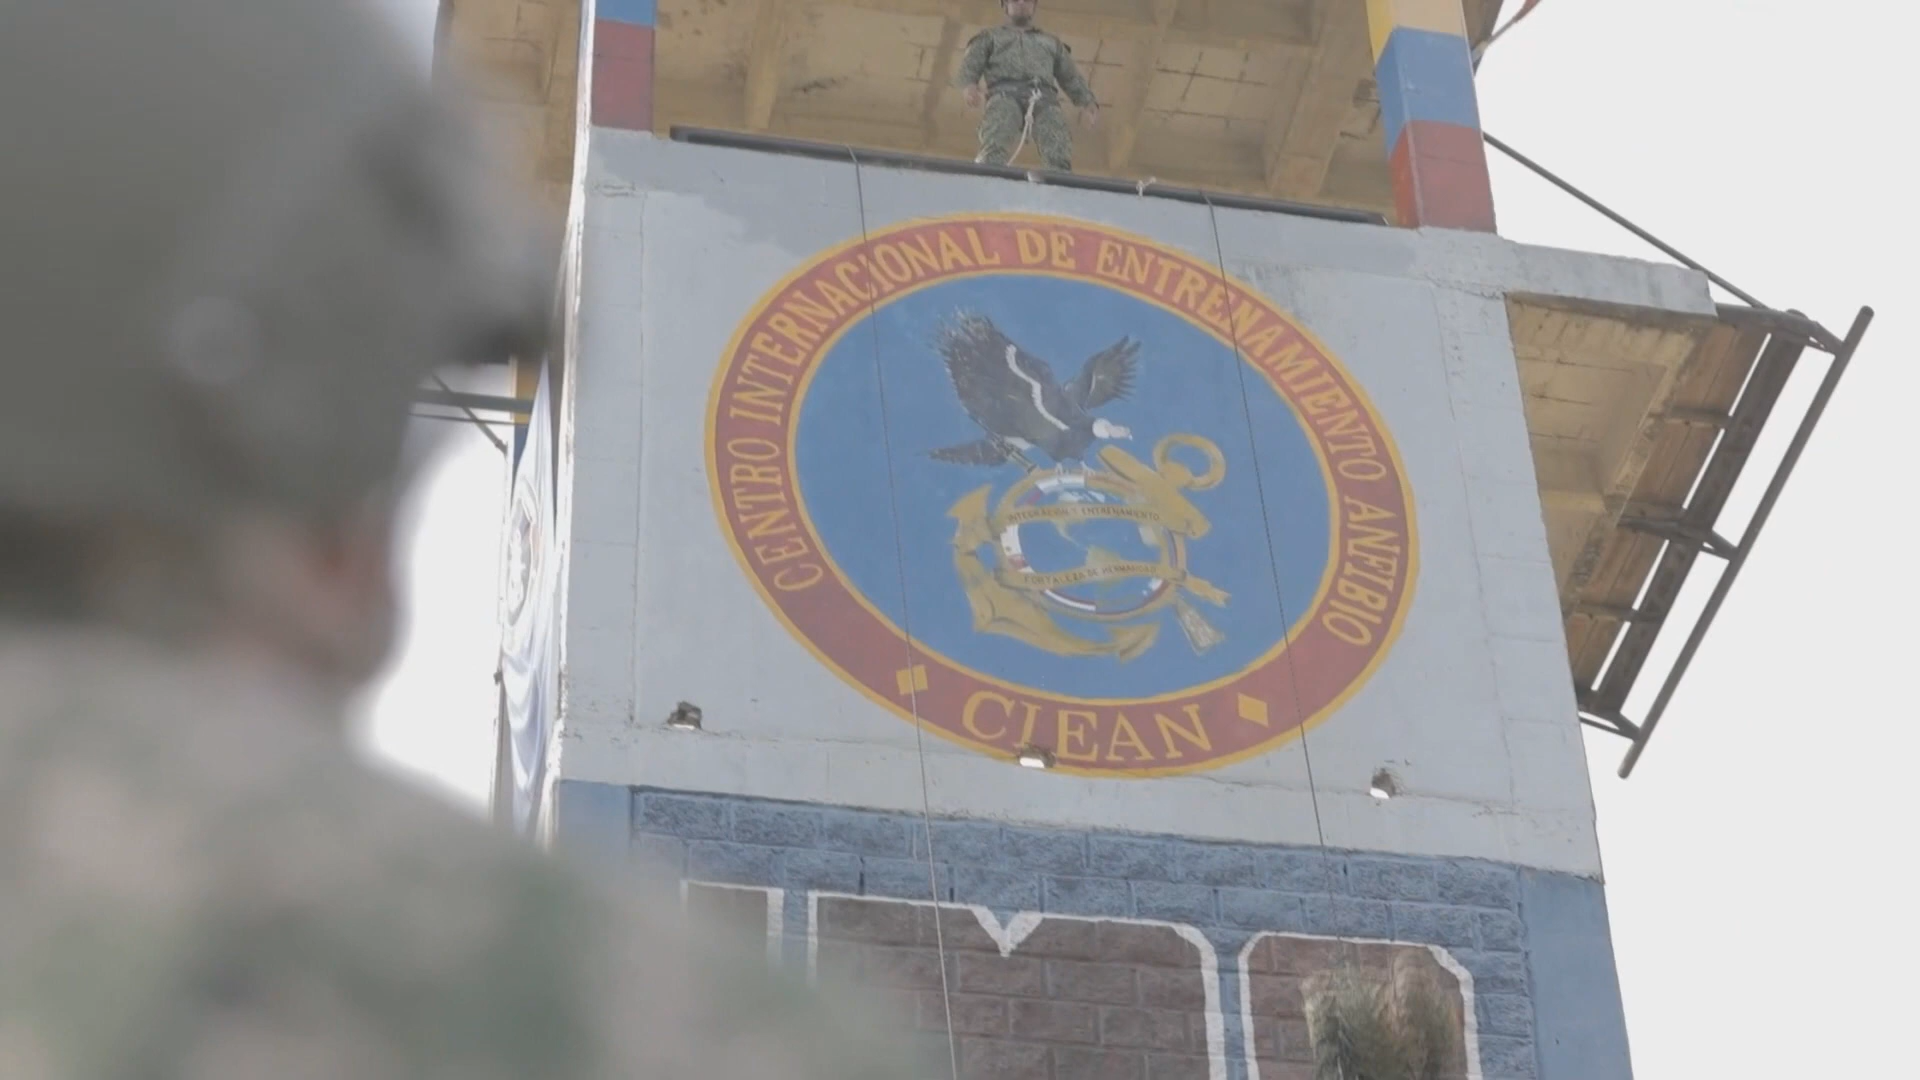 CENTRO INTERNACIONAL DE ENTRENAMIENTO ANFIBIO
INTEGRACIÓN Y ENTRENAMIENTO
FORTALEZA DE HERMANDAD
CIEAN